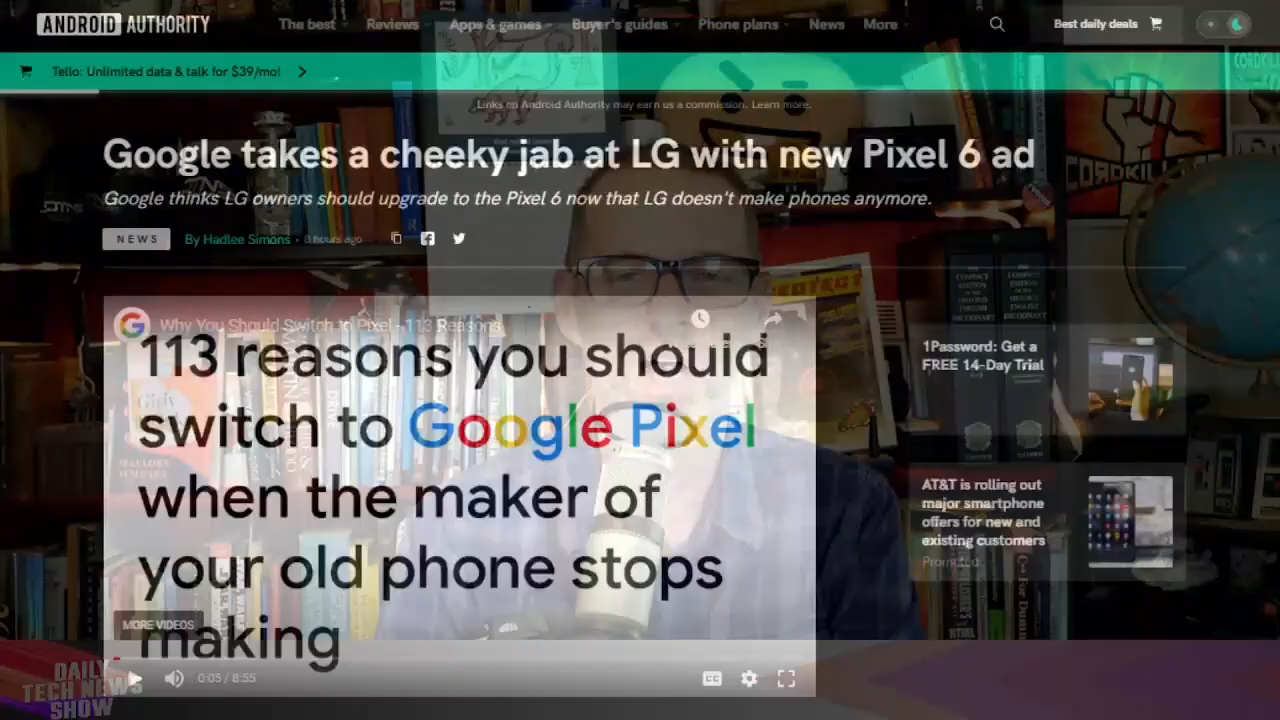 ANDROID AUTHORITY
The best Reviews Apps & games Buyer's guides Phone plans News More Best daily deals
Tello: Unlimited data & talk for $39/mo!
Links on Android Authority may earn us a commission. Learn more.
Google takes a cheeky jab at LG with new Pixel 6 ad
Google thinks LG owners should upgrade to the Pixel 6 now that LG doesn't make phones anymore.
NEWS By Hadlee Simons • 8 hours ago
Why You Should Switch to Pixel - 113 Reasons
113 reasons you should
switch to Google Pixel
when the maker of
your old phone stops
making
MORE VIDEOS
0:05 / 8:55
CC
1Password: Get a
FREE 14-Day Trial
AT&T is rolling out
major smartphone
offers for new and
existing customers
Promoted
DAILY
TECH NEWS
SHOW
CORDKILL